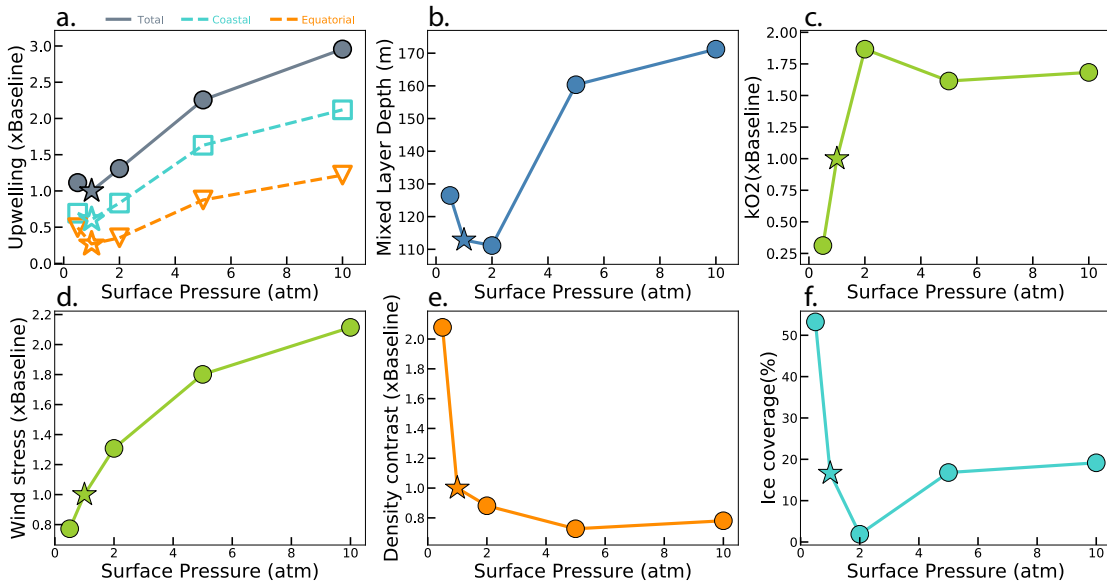 a.
Total
Coastal
Equatorial
Upwelling (xBaseline)
3.0
2.5
2.0
1.5
1.0
0.5
0.0
0 2 4 6 8 10
Surface Pressure (atm)
b.
Mixed Layer Depth (m)
170
160
150
140
130
120
110
0 2 4 6 8 10
Surface Pressure (atm)
c.
kO2(xBaseline)
2.00
1.75
1.50
1.25
1.00
0.75
0.50
0.25
0 2 4 6 8 10
Surface Pressure (atm)
d.
Wind stress (xBaseline)
2.2
2.0
1.8
1.6
1.4
1.2
1.0
0.8
0 2 4 6 8 10
Surface Pressure (atm)
e.
Density contrast (xBaseline)
2.0
1.8
1.6
1.4
1.2
1.0
0.8
0 2 4 6 8 10
Surface Pressure (atm)
f.
Ice coverage(%)
50
40
30
20
10
0
0 2 4 6 8 10
Surface Pressure (atm)